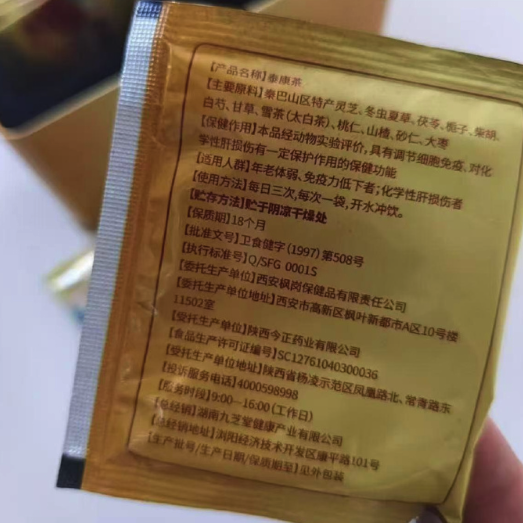 【产品名称】泰康茶
【主要原料】秦巴山区特产灵芝、冬虫夏草、茯苓、栀子、柴胡、
白芍、甘草、雪茶(太白茶)、桃仁、山楂、砂仁、大枣
【保健作用】本品经动物实验评价,具有调节细胞免疫、对化
学性肝损伤有一定保护作用的保健功能
【适用人群】年老体弱、免疫力低下者;化学性肝损伤者
【使用方法】每日三次,每次一袋,开水冲饮。
【贮存方法】贮于阴凉干燥处
【保质期】18个月
【批准文号】卫食健字(1997)第508号
【执行标准号】Q/SFG 0001S
【委托生产单位】西安枫岗保健品有限责任公司
【委托生产单位地址】西安市高新区枫叶新都市A区10号楼
11502室
【受托生产单位】陕西今正药业有限公司
【食品生产许可证编号】SC12761040300036
【受托生产单位地址】陕西省杨凌示范区凤凰路北、常青路东
【投诉服务电话】4000598998
【服务时段】9:00—16:00(工作日)
【总经销】湖南九芝堂健康产业有限公司
【总经销地址】浏阳经济技术开发区康平路101号
【生产批号/生产日期/保质期至】见外包装